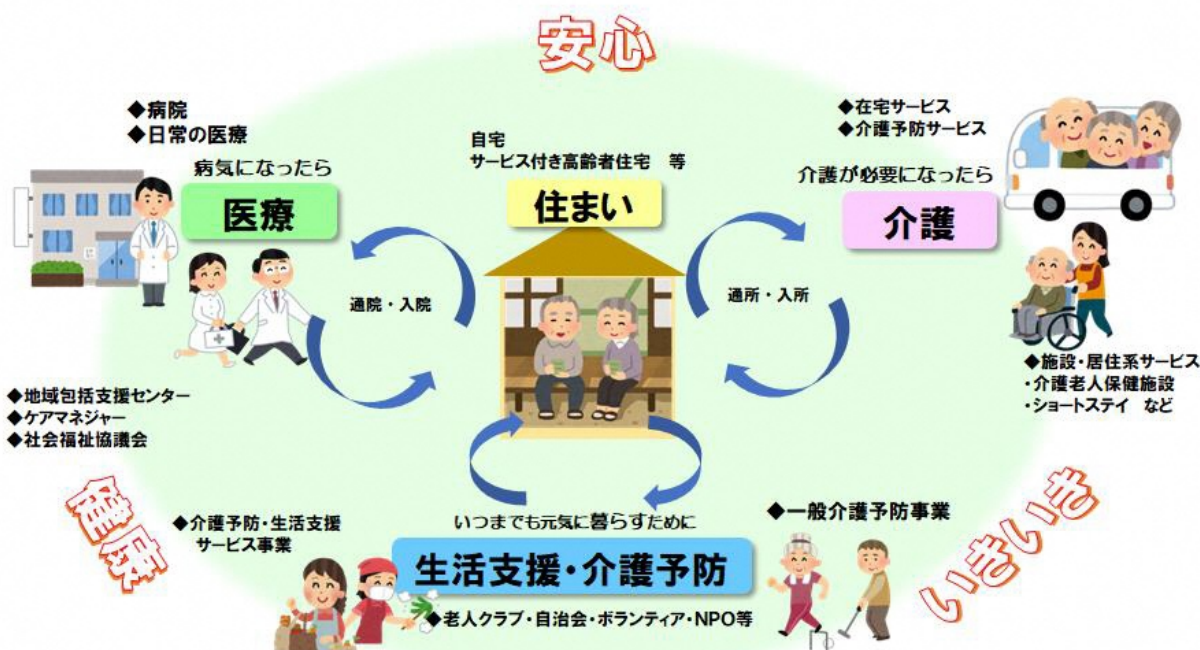 安心
◆病院
◆日常の医療
病気になったら
医療
自宅
サービス付き高齢者住宅　等
住まい
◆在宅サービス
◆介護予防サービス
介護が必要になったら
介護
通院・入院
通所・入所
◆施設・居住系サービス
・介護老人保健施設
・ショートステイ　など
◆地域包括支援センター
◆ケアマネジャー
◆社会福祉協議会
健康
いきいき
◆介護予防・生活支援
サービス事業
いつまでも元気に暮らすために
生活支援・介護予防
◆老人クラブ・自治会・ボランティア・NPO等
◆一般介護予防事業